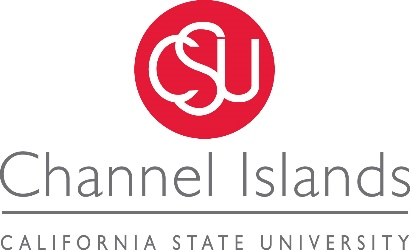 CSU
Channel Islands
CALIFORNIA STATE UNIVERSITY